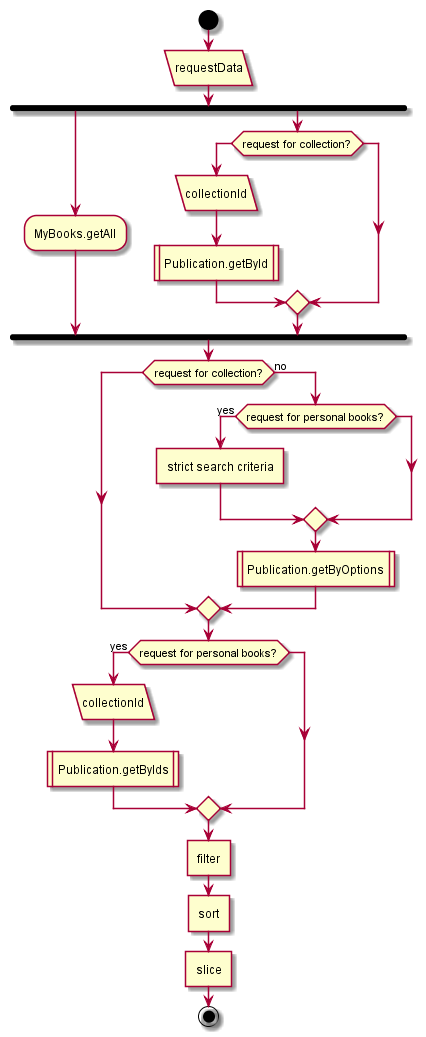 requestData
request for collection?
collectionId
MyBooks.getAll
Publication.getById
request for collection?
no
yes
request for personal books?
strict search criteria
Publication.getByOptions
yes
request for personal books?
collectionId
Publication.getByIds
filter
sort
slice